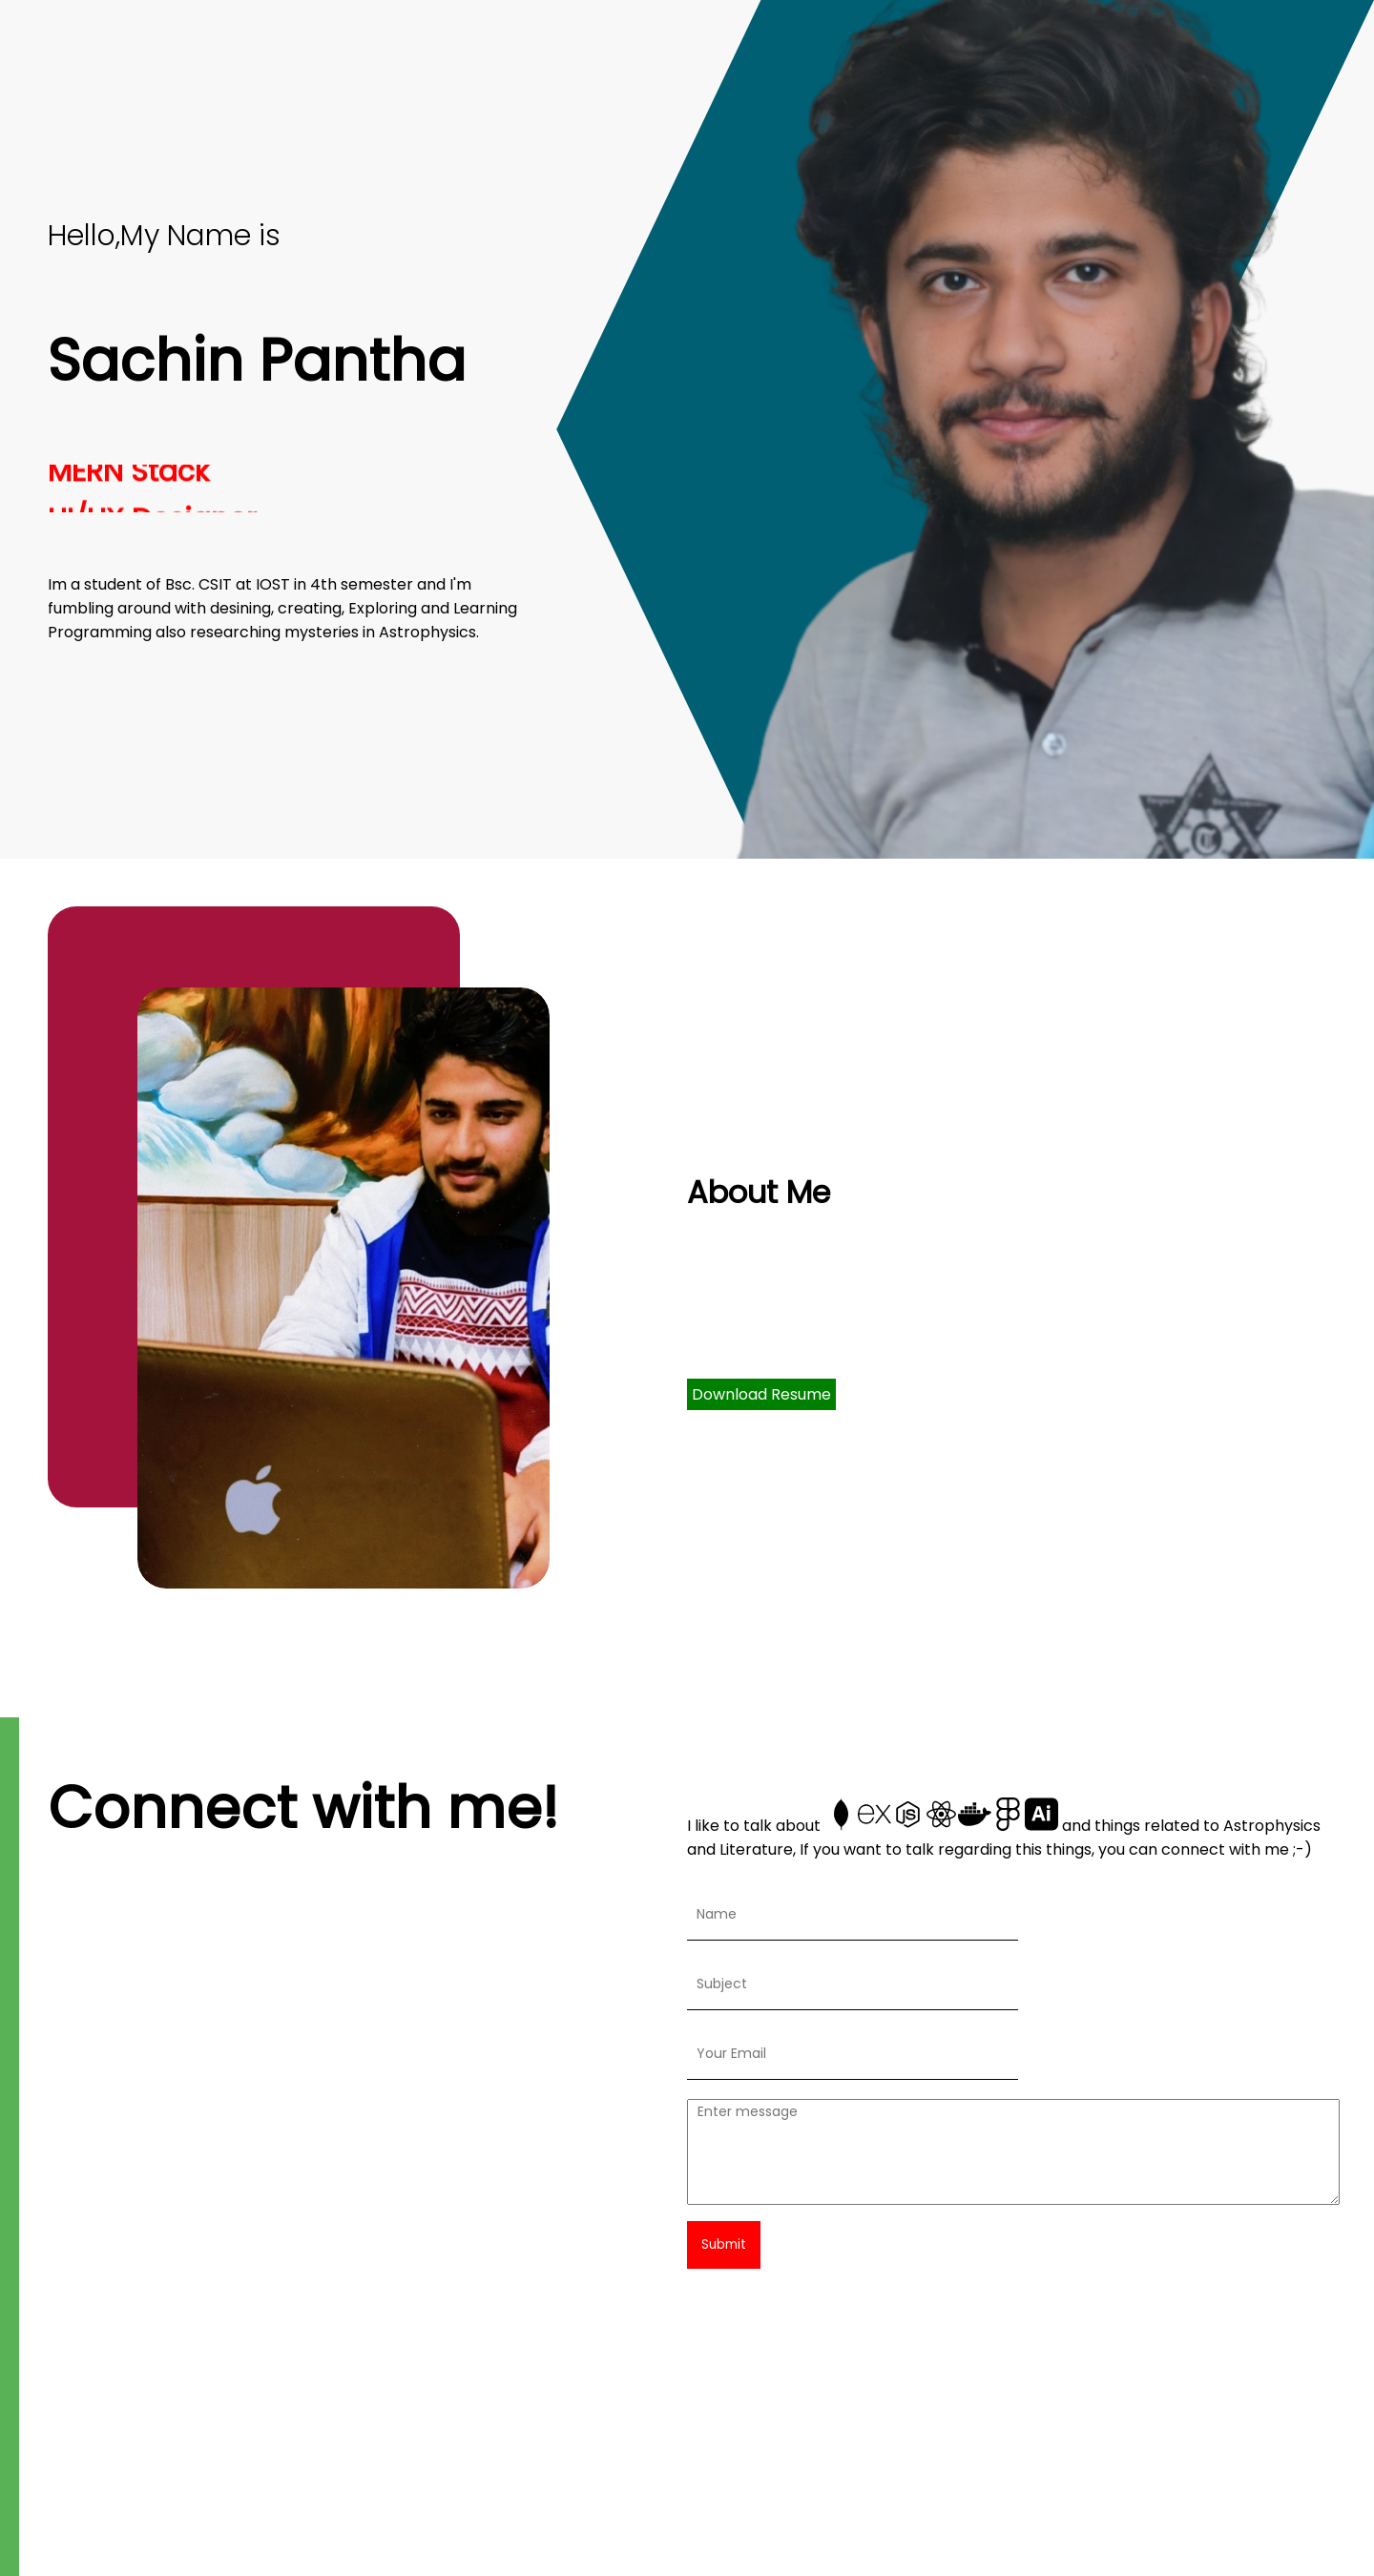 Hello,My Name is
Sachin Pantha
MERN Stack
UI/UX Designer
Im a student of Bsc. CSIT at IOST in 4th semester and I'm
fumbling around with desining, creating, Exploring and Learning
Programming also researching mysteries in Astrophysics.
About Me
Download Resume
Connect with me!
I like to talk about ex JS Ai and things related to Astrophysics
and Literature, If you want to talk regarding this things, you can connect with me ;-)
Name
Subject
Your Email
Enter message
Submit